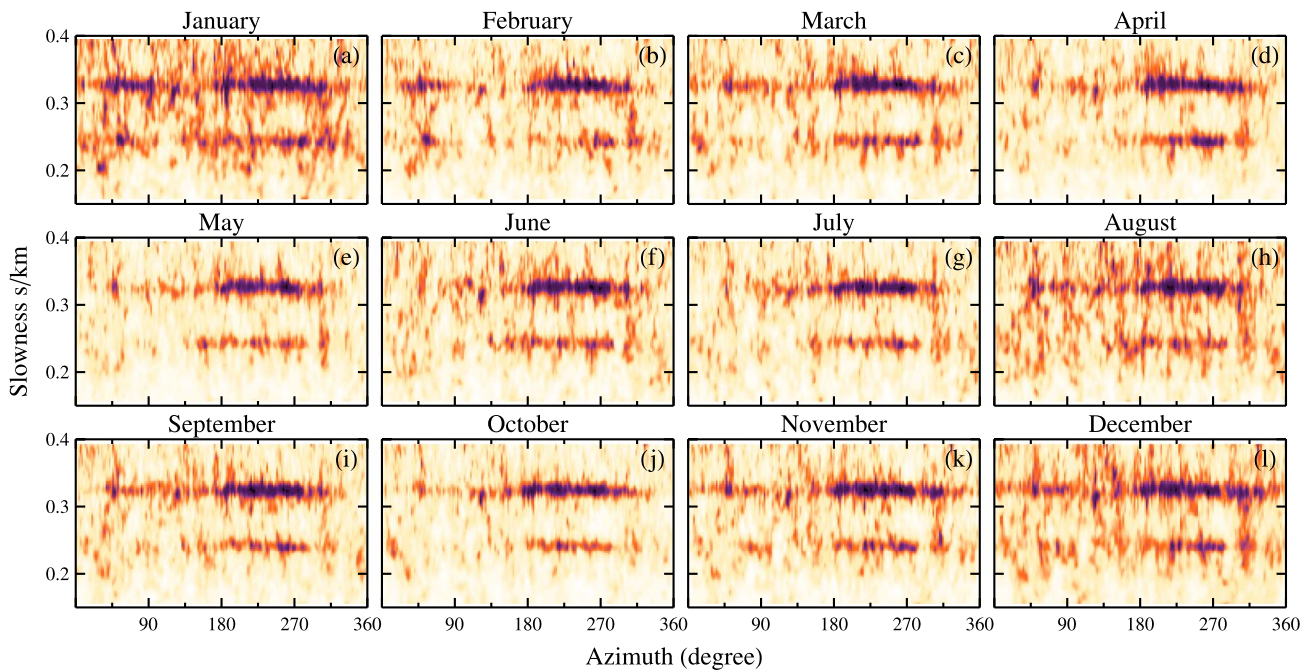 January February March April
0.4 (a) (b) (c) (d)
0.3
0.2
May June July August
0.4 (e) (f) (g) (h)
0.3
0.2
September October November December
0.4 (i) (j) (k) (l)
0.3
0.2
90 180 270 360 90 180 270 360 90 180 270 360 90 180 270 360
Slowness s/km
Azimuth (degree)